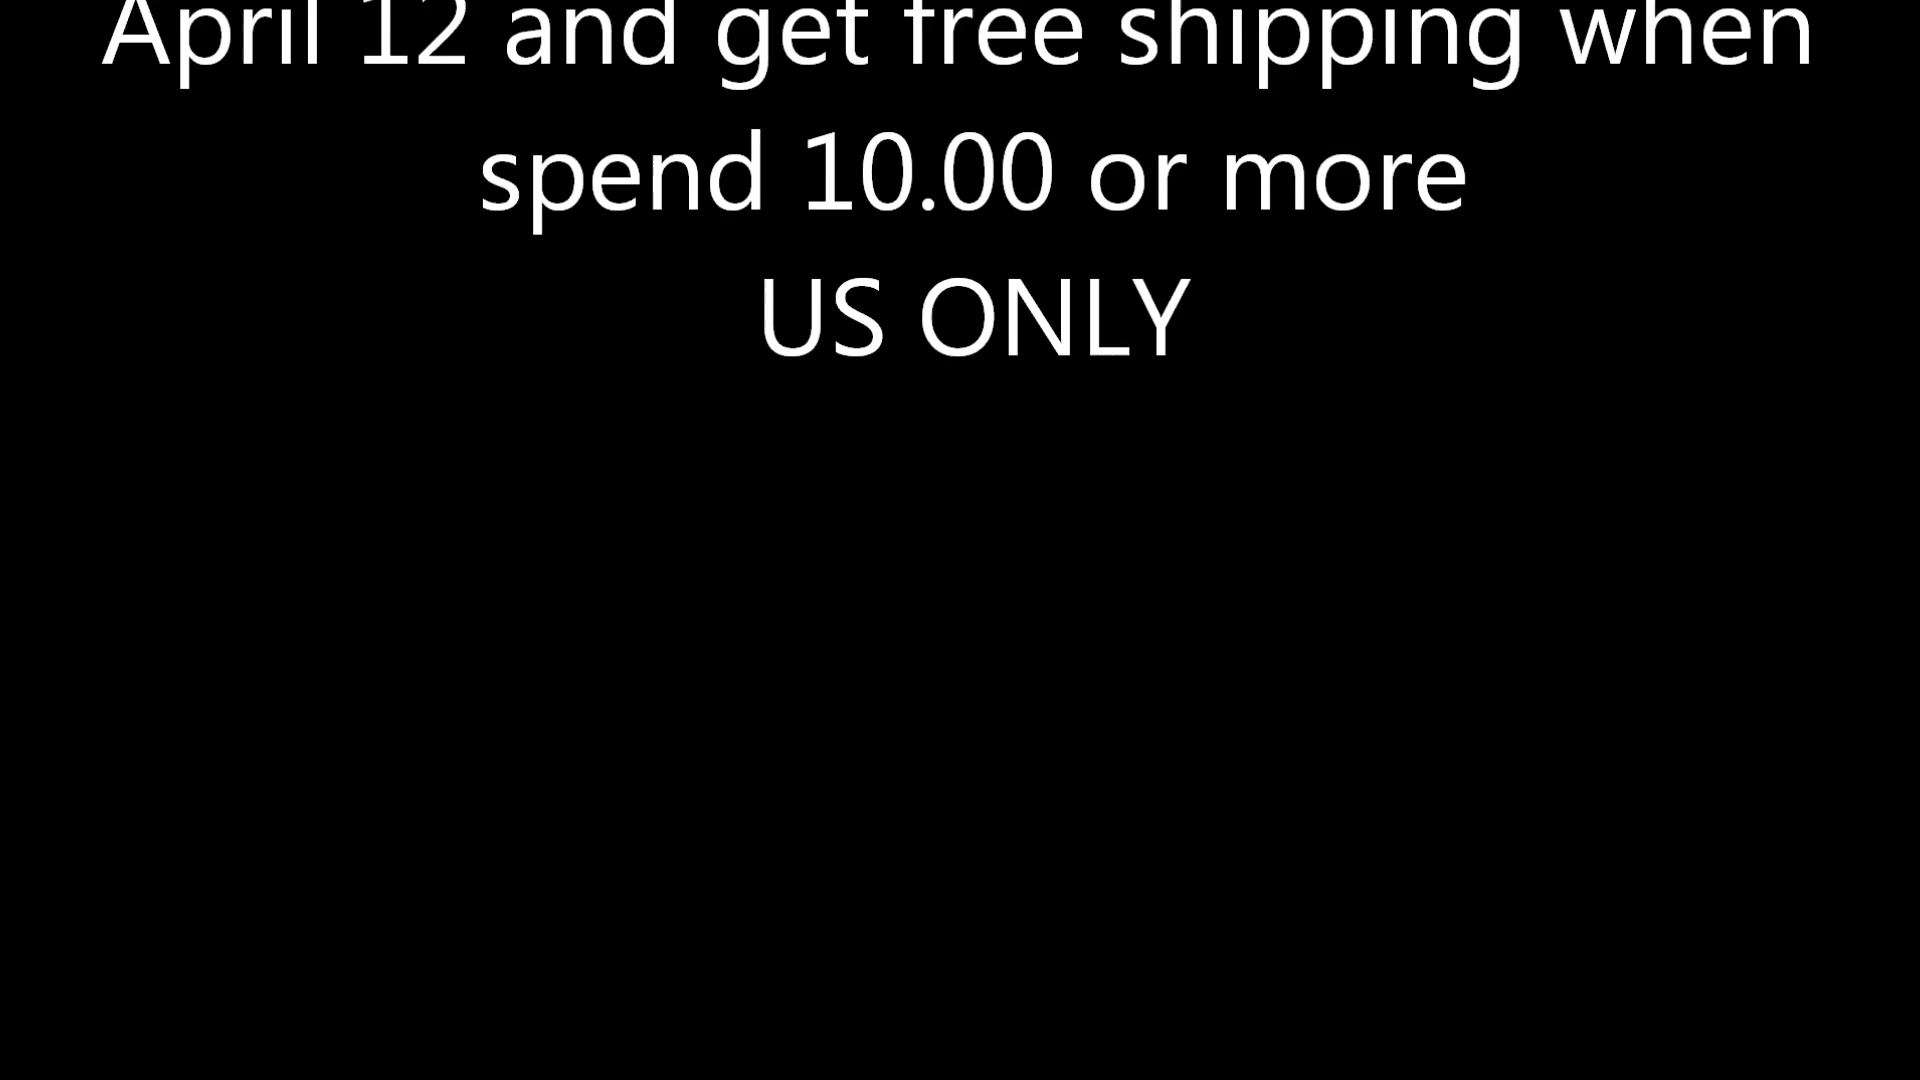 April 12 and get free shipping when
spend 10.00 or more
US ONLY